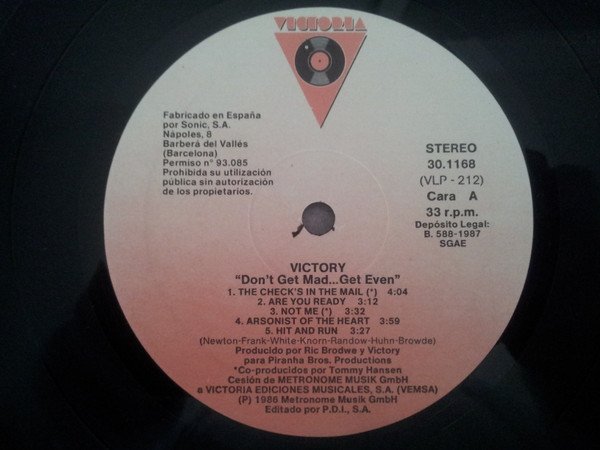 VICTORIA
Fabricado en España
por Sonic, S.A.
Nápoles, 8
Barberá del Vallés
(Barcelona)
Permiso n° 93.085
Prohibida su utilización
pública sin autorización
de los propietarios.
STEREO
30.1168
(VLP - 212)
Cara A
33 r.p.m.
Depósito Legal:
B. 588-1987
SGAE
VICTORY
"Don't Get Mad...Get Even"
1. THE CHECK'S IN THE MAIL (*) 4:04
2. ARE YOU READY 3:12
3. NOT ME (*) 3:32
4. ARSONIST OF THE HEART 3:59
5. HIT AND RUN 3:27
(Newton-Frank-White-Knorn-Randow-Huhn-Browde)
Producido por Ric Brodwe y Victory
para Piranha Bros. Productions
*Co-producidos por Tommy Hansen
Cesión de METRONOME MUSIK GmbH
a VICTORIA EDICIONES MUSICALES, S.A. (VEMSA)
(P) 1986 Metronome Musik GmbH
Editado por P.D.I., S.A.